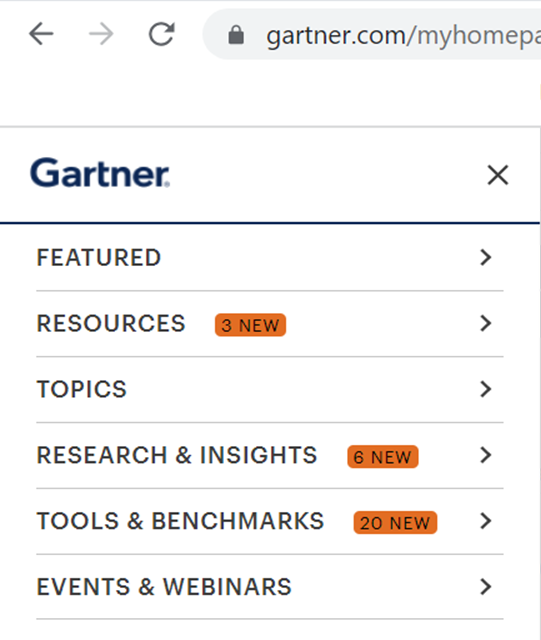 gartner.com/myhomepa
Gartner
FEATURED
RESOURCES 3 NEW
TOPICS
RESEARCH & INSIGHTS 6 NEW
TOOLS & BENCHMARKS 20 NEW
EVENTS & WEBINARS